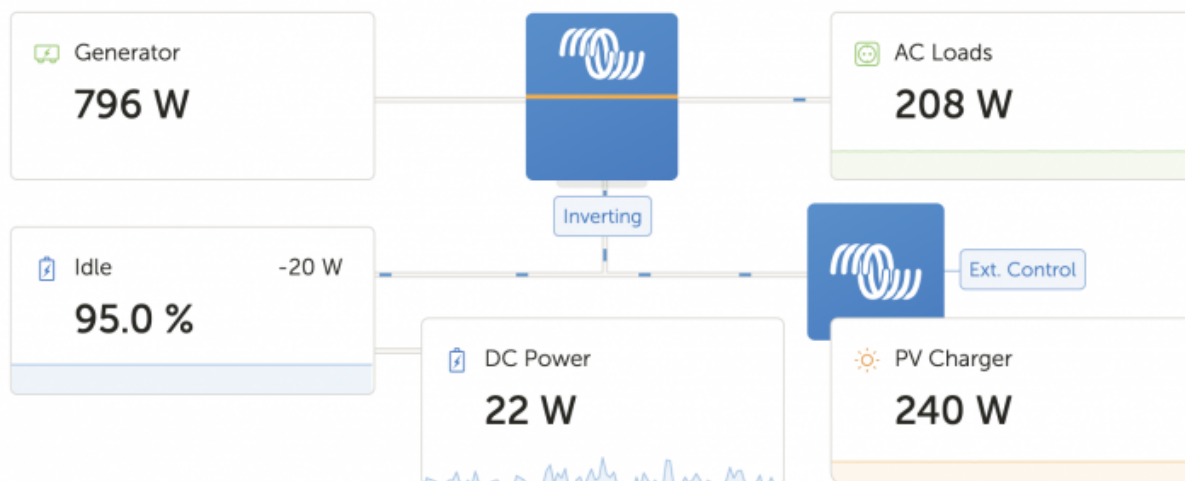 Generator
796 W
AC Loads
208 W
Inverting
Idle
-20 W
95.0 %
Ext. Control
DC Power
22 W
PV Charger
240 W